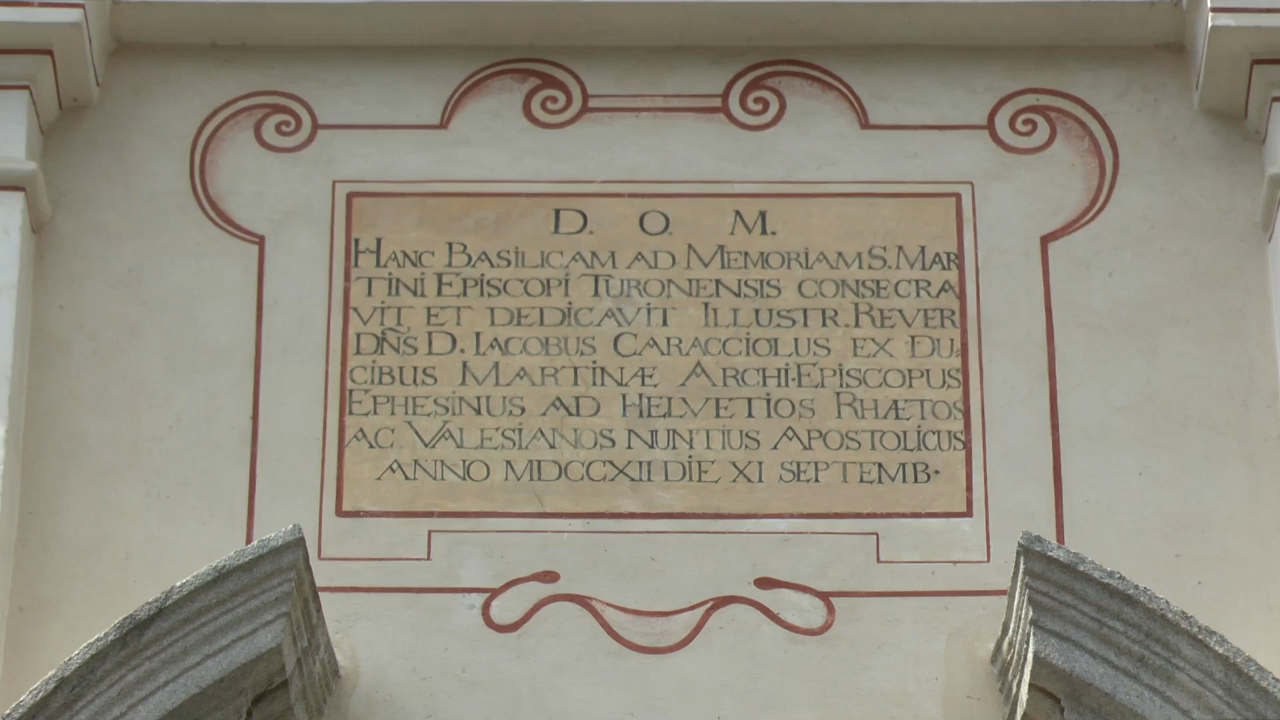 D. O. M.
HANC BASILICAM AD MEMORIAM S. MAR
TINI EPISCOPI TURONENSIS CONSECRA
VIT ET DEDICAVIT ILLUSTR. REVER
DÑS D. IACOBUS CARACCIOLUS EX DU:
CIBUS MARTINÆ ARCHI·EPISCOPUS
EPHESINUS AD HELVETIOS RHÆTOS
AC VALESIANOS NUNTIUS APOSTOLICUS
ANNO MDCCXII DIE XI SEPTEMB·